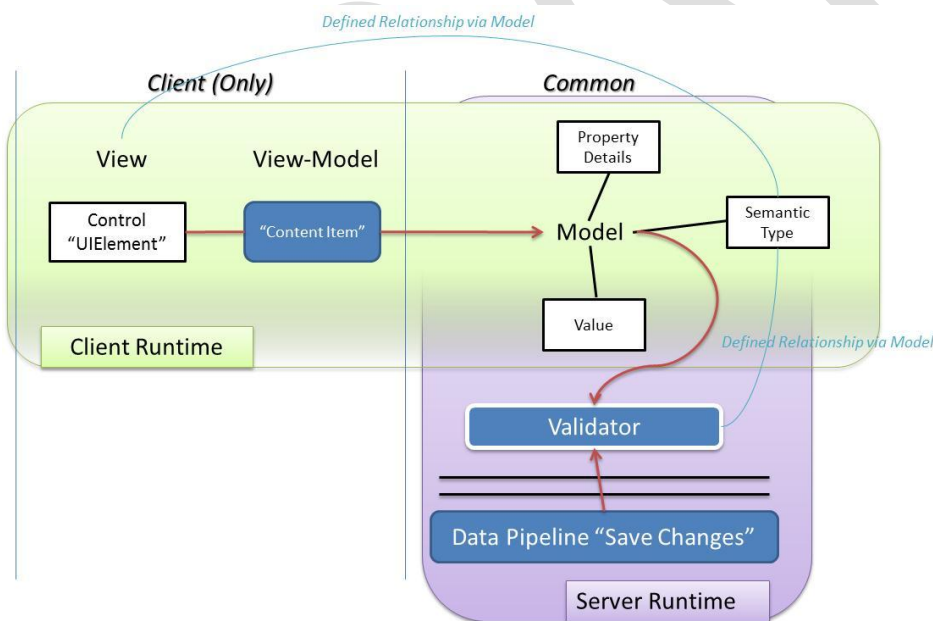 Defined Relationship via Model
Client (Only)
Common
View
View-Model
Property
Details
Control
"UIElement"
"Content Item"
Model
Semantic
Type
Value
Client Runtime
Defined Relationship via Model
Validator
Data Pipeline “Save Changes”
Server Runtime